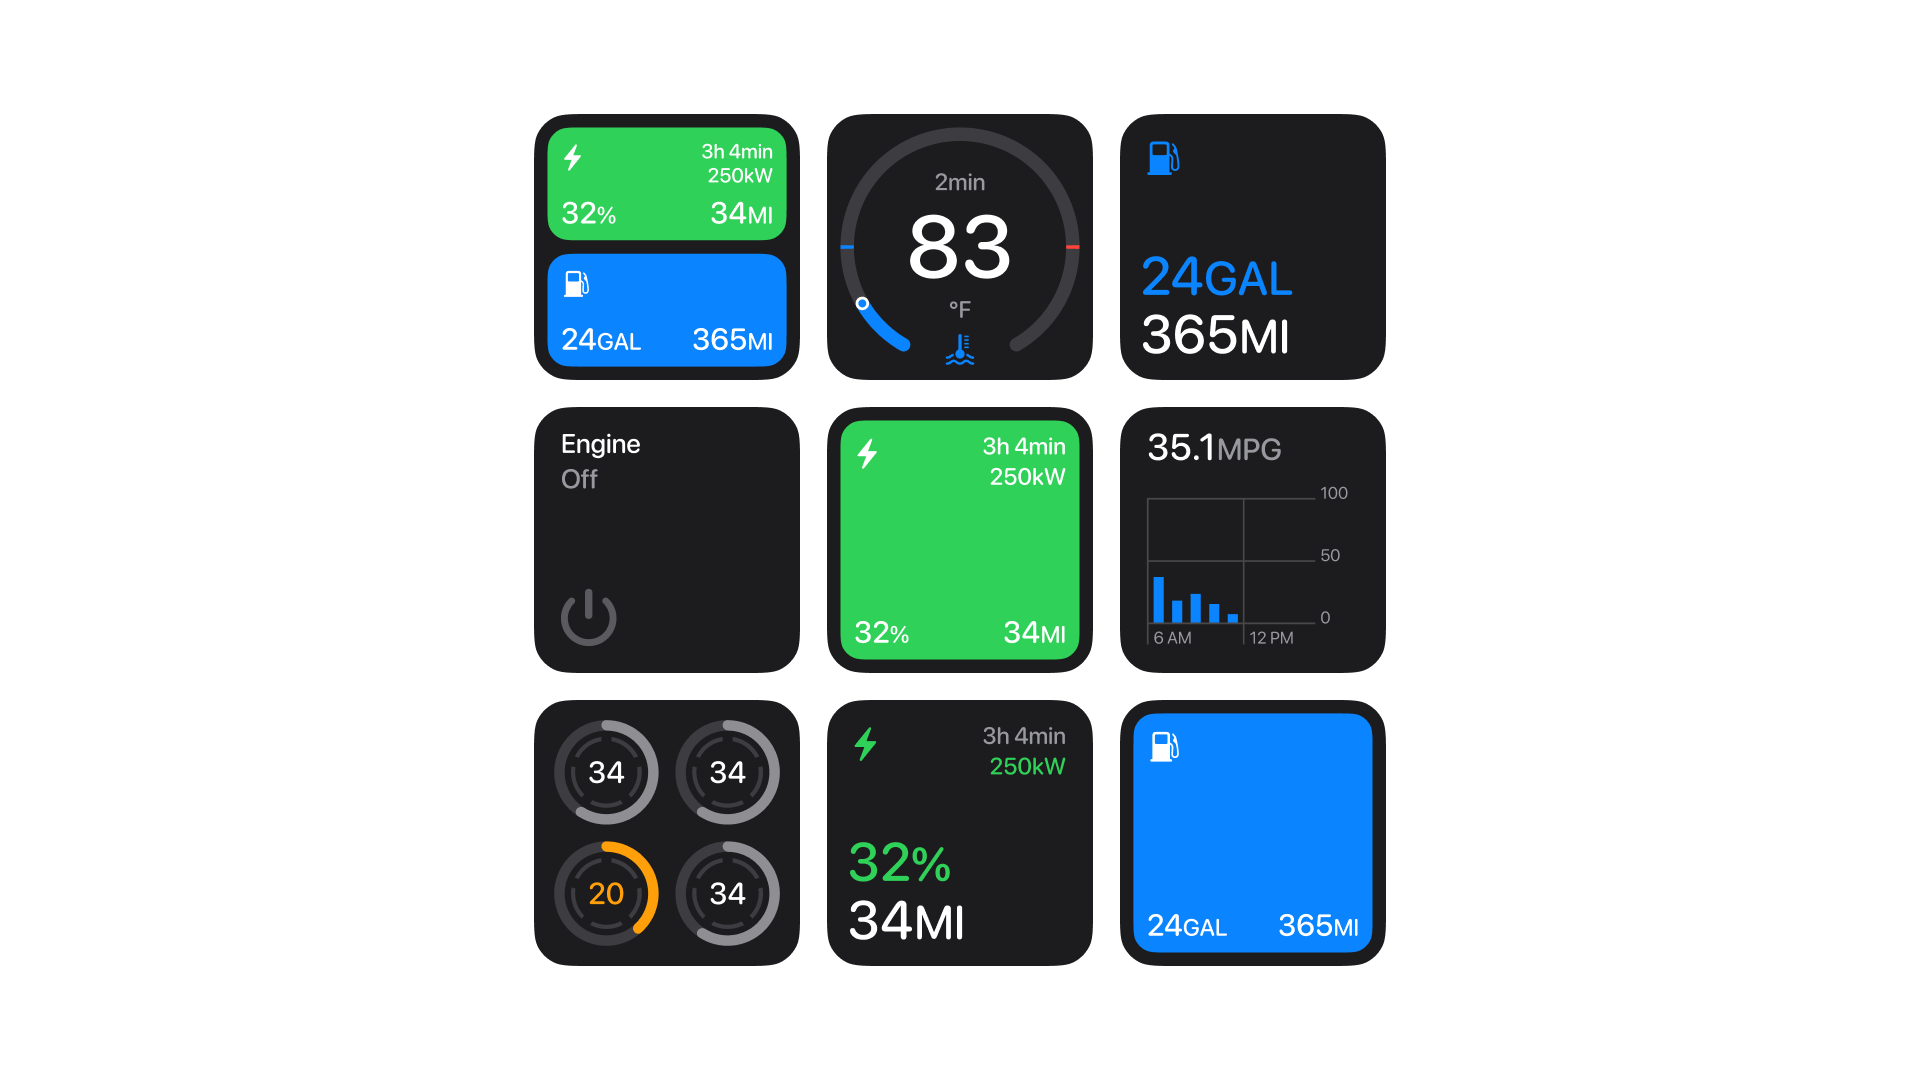 3h 4min
250kW
32% 34MI
24GAL 365MI
2min
83
°F
24GAL
365MI
Engine
Off
3h 4min
250kW
32% 34MI
35.1MPG
100
50
0
6 AM 12 PM
34 34
20 34
3h 4min
250kW
32%
34MI
24GAL 365MI